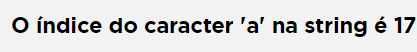 O índice do caracter 'a' na string é 17